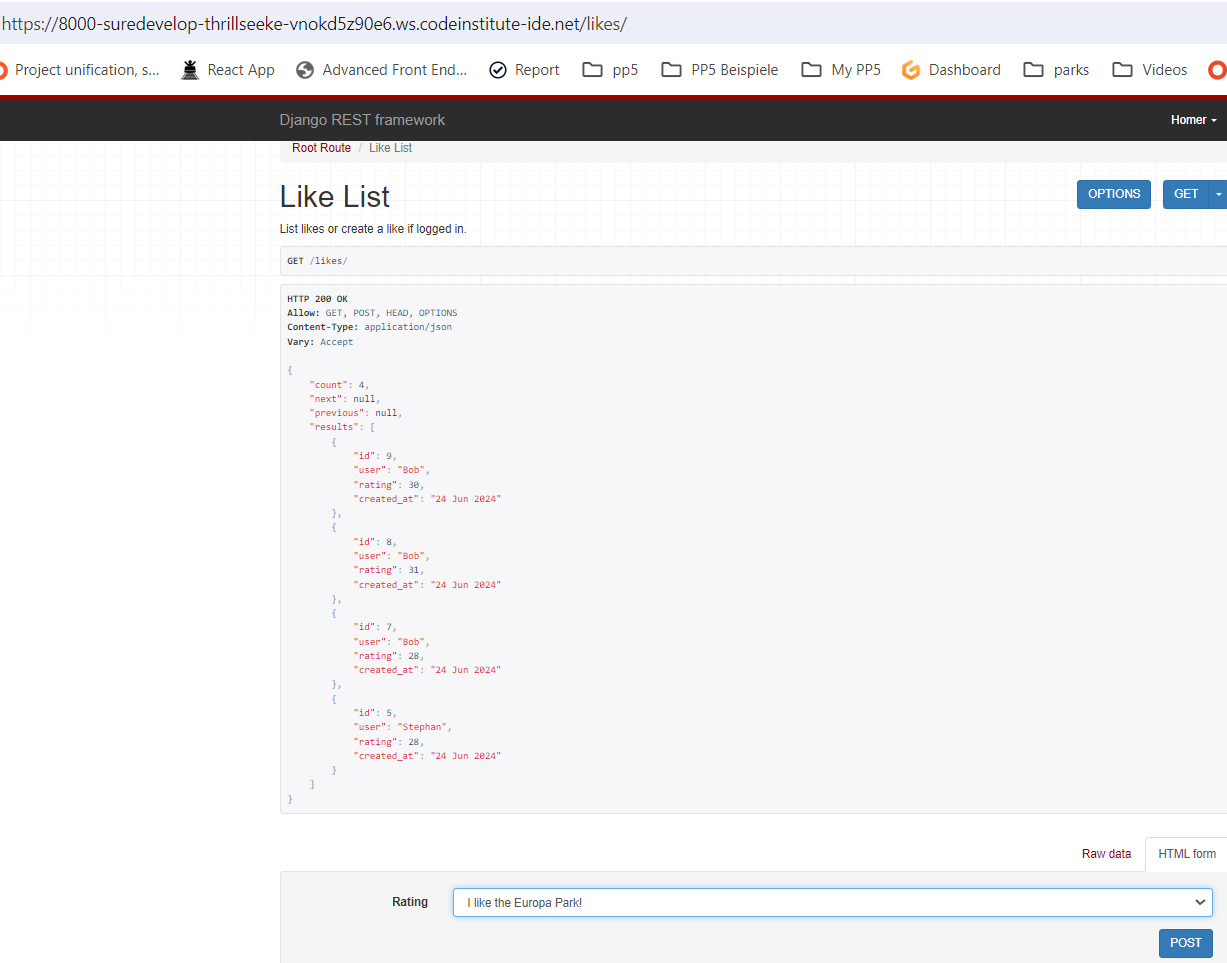 https://8000-suredevelop-thrillseeke-vnokd5z90e6.ws.codeinstitute-ide.net/likes/
Project unification, s... React App Advanced Front End... Report pp5 PP5 Beispiele My PP5 Dashboard parks Videos
Django REST framework Homer
Root Route / Like List
Like List OPTIONS GET
List likes or create a like if logged in.
GET /likes/
HTTP 200 OK
Allow: GET, POST, HEAD, OPTIONS
Content-Type: application/json
Vary: Accept
{
"count": 4,
"next": null,
"previous": null,
"results": [
{
"id": 9,
"user": "Bob",
"rating": 30,
"created_at": "24 Jun 2024"
},
{
"id": 8,
"user": "Bob",
"rating": 31,
"created_at": "24 Jun 2024"
},
{
"id": 7,
"user": "Bob",
"rating": 28,
"created_at": "24 Jun 2024"
},
{
"id": 5,
"user": "Stephan",
"rating": 28,
"created_at": "24 Jun 2024"
}
]
}
Raw data HTML form
Rating I like the Europa Park!
POST